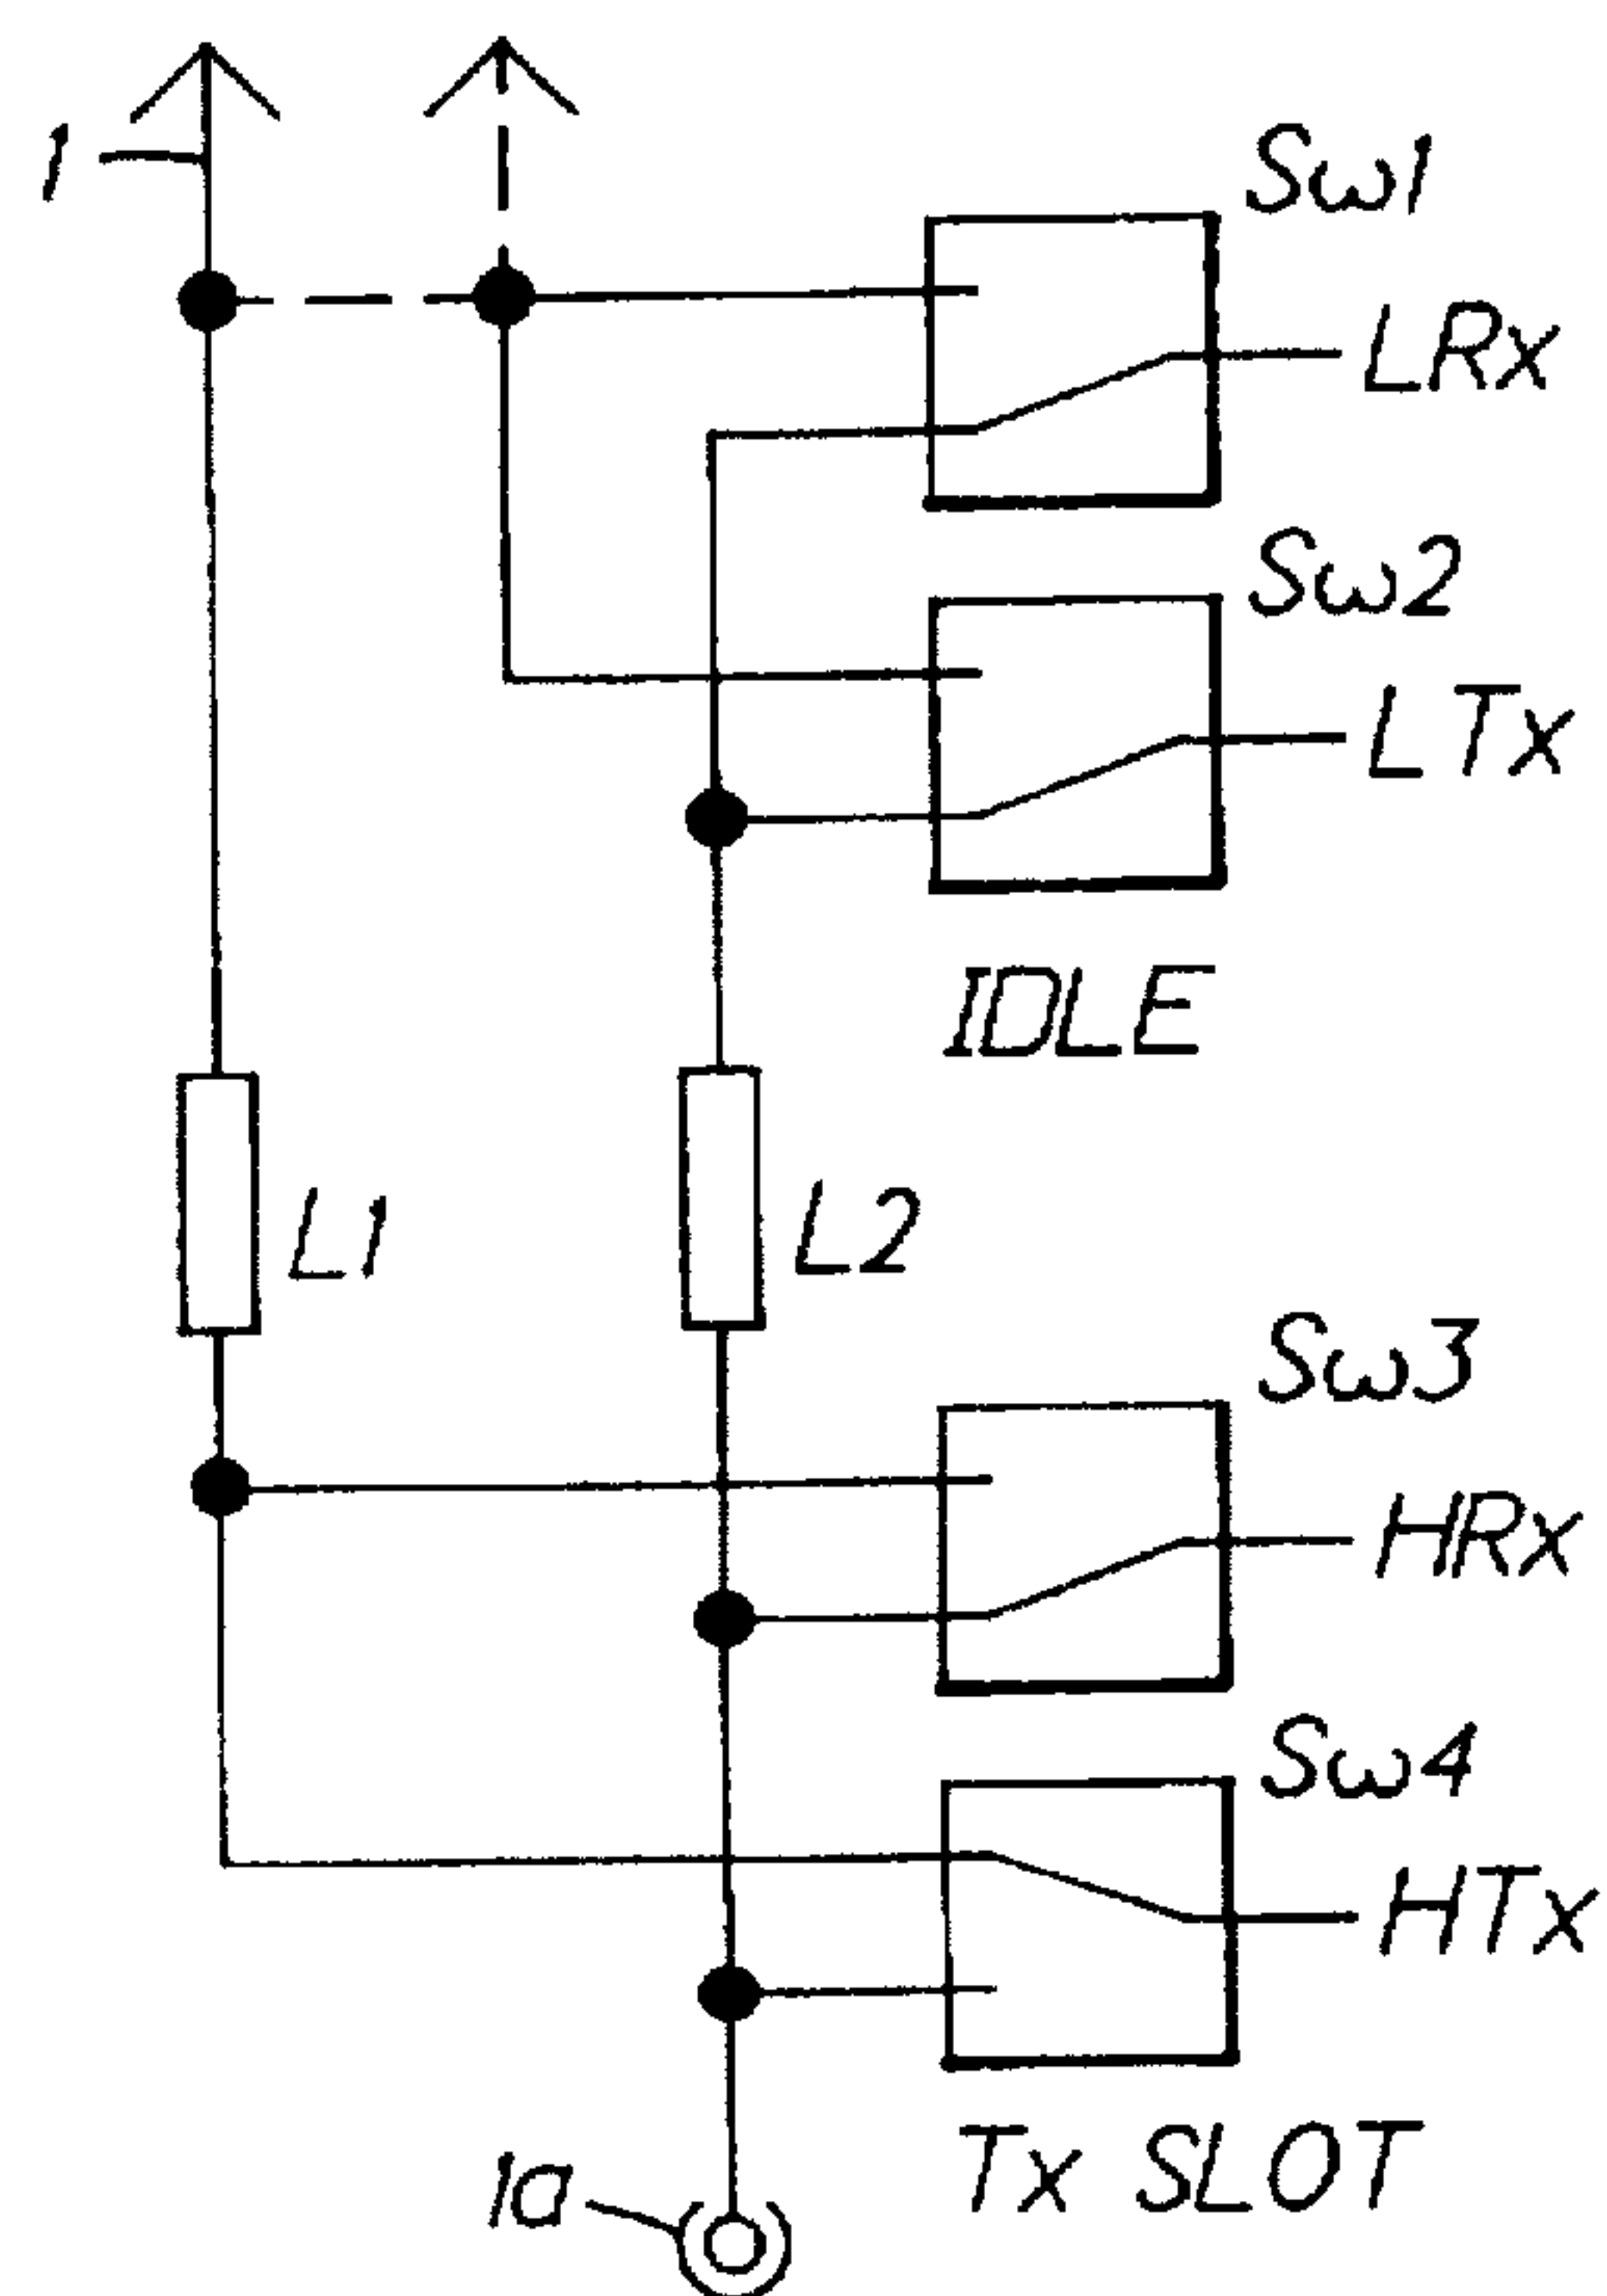 1
Sw1
LRx
Sw2
LTx
IDLE
L1
L2
Sw3
HRx
Sw4
HTx
Tx SLOT
1a